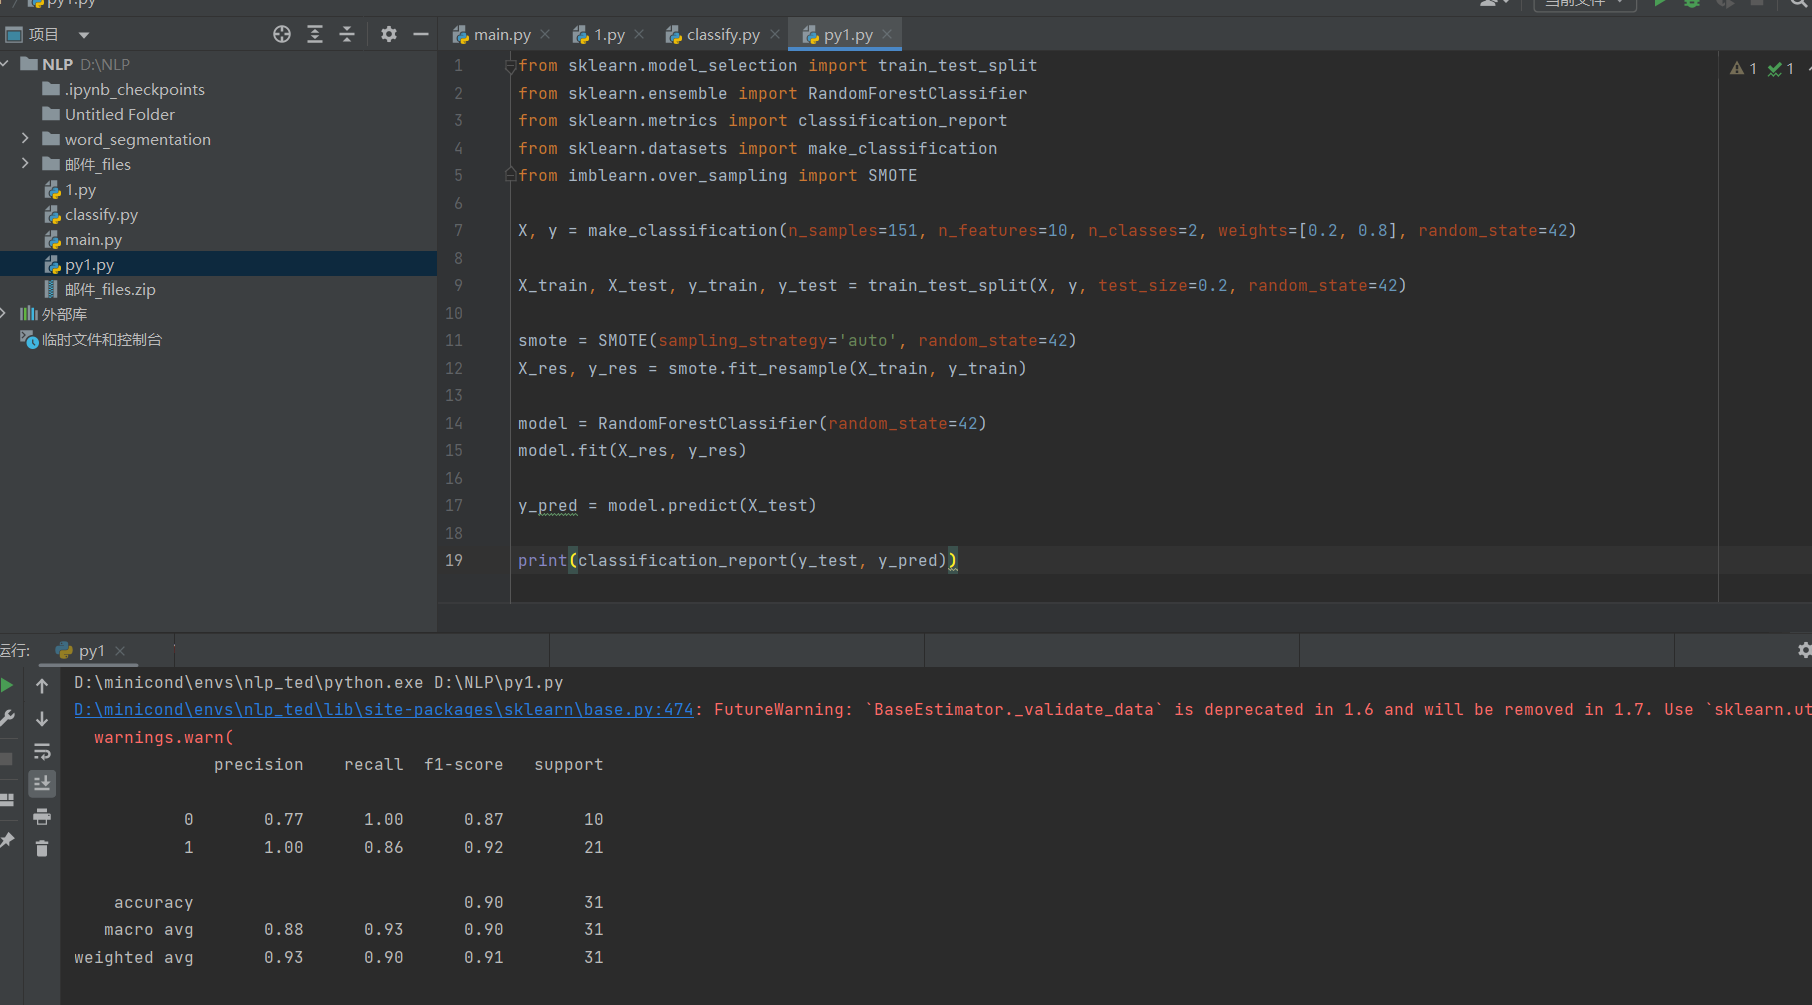 py1.py
当前文件
项目
main.py
1.py
classify.py
py1.py
NLP D:\NLP
.ipynb_checkpoints
Untitled Folder
word_segmentation
邮件_files
1.py
classify.py
main.py
py1.py
邮件_files.zip
外部库
临时文件和控制台
1 from sklearn.model_selection import train_test_split
2 from sklearn.ensemble import RandomForestClassifier
3 from sklearn.metrics import classification_report
4 from sklearn.datasets import make_classification
5 from imblearn.over_sampling import SMOTE
6
7 X, y = make_classification(n_samples=151, n_features=10, n_classes=2, weights=[0.2, 0.8], random_state=42)
8
9 X_train, X_test, y_train, y_test = train_test_split(X, y, test_size=0.2, random_state=42)
10
11 smote = SMOTE(sampling_strategy='auto', random_state=42)
12 X_res, y_res = smote.fit_resample(X_train, y_train)
13
14 model = RandomForestClassifier(random_state=42)
15 model.fit(X_res, y_res)
16
17 y_pred = model.predict(X_test)
18
19 print(classification_report(y_test, y_pred))
1 1
运行: py1
D:\minicond\envs\nlp_ted\python.exe D:\NLP\py1.py
D:\minicond\envs\nlp_ted\lib\site-packages\sklearn\base.py:474: FutureWarning: `BaseEstimator._validate_data` is deprecated in 1.6 and will be removed in 1.7. Use `sklearn.ut
warnings.warn(
precision recall f1-score support
0 0.77 1.00 0.87 10
1 1.00 0.86 0.92 21
accuracy 0.90 31
macro avg 0.88 0.93 0.90 31
weighted avg 0.93 0.90 0.91 31